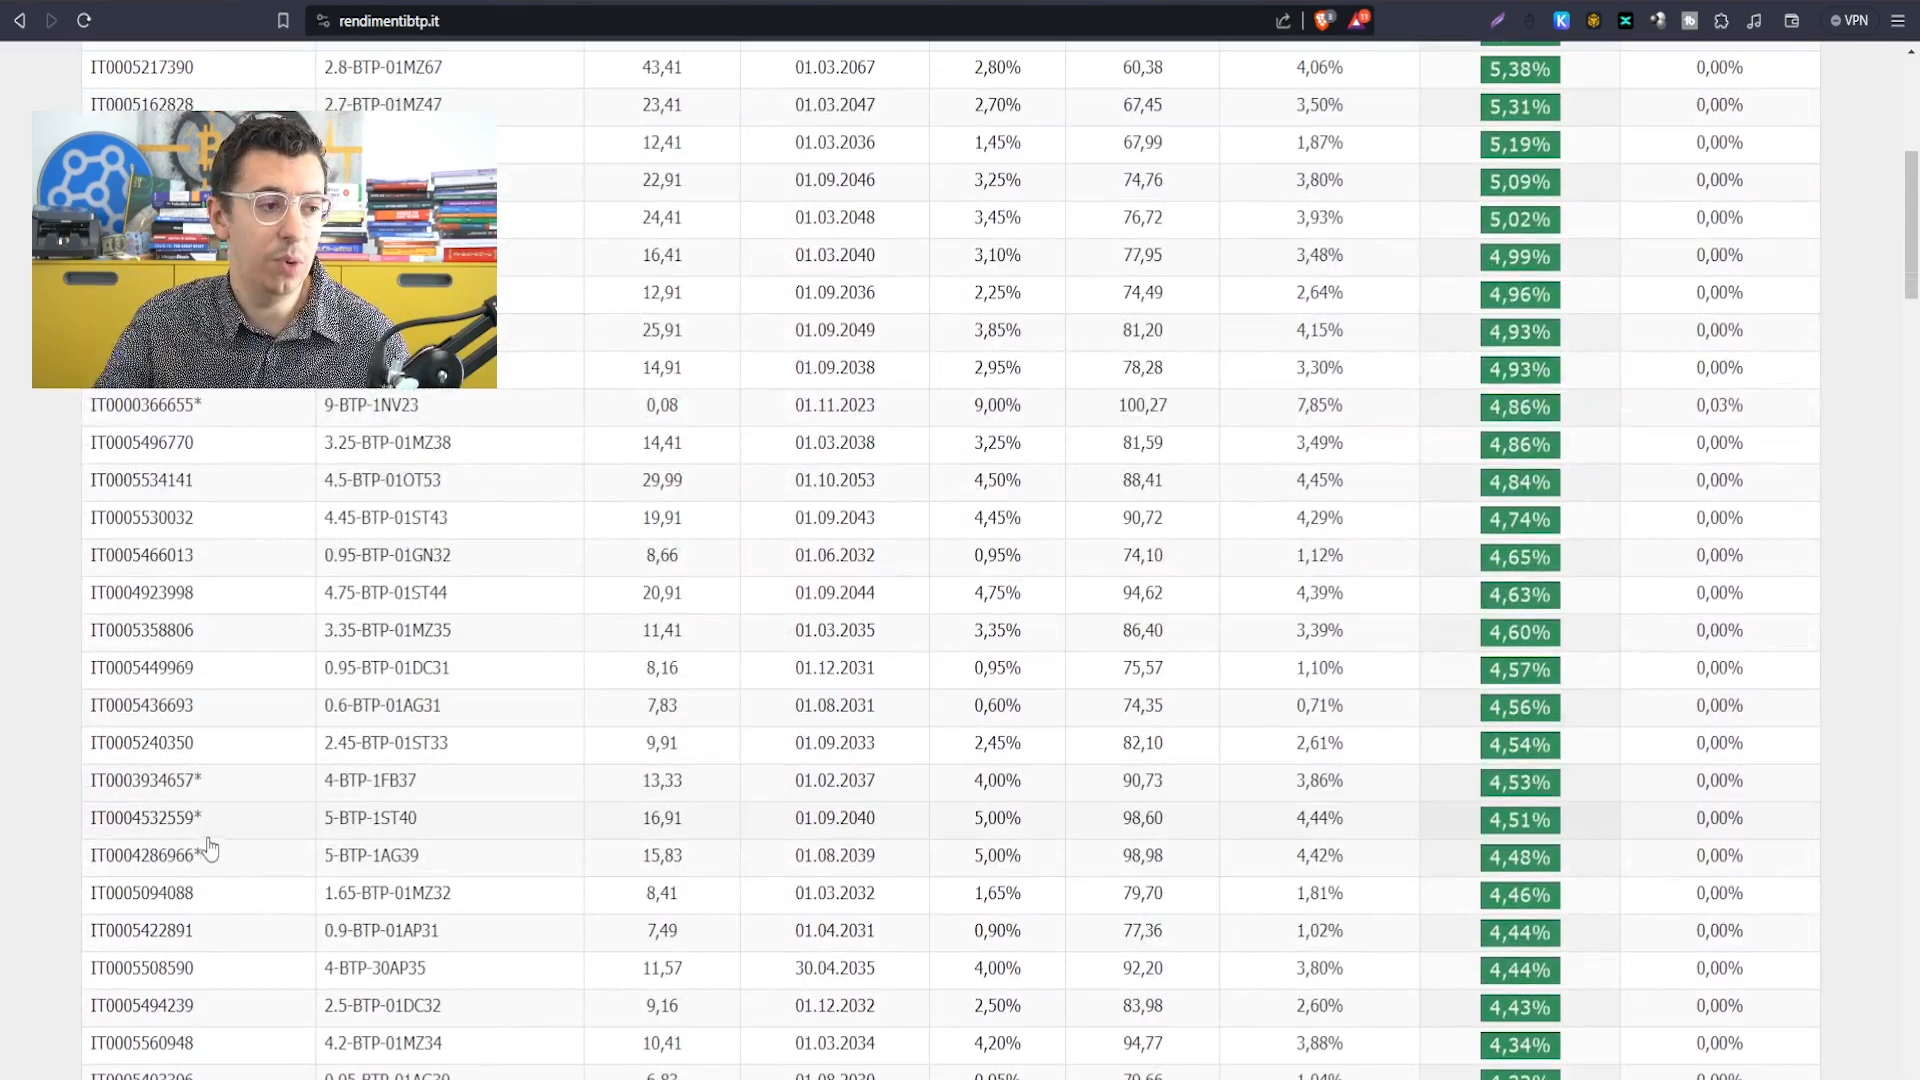 rendimentibtp.it
VPN
IT0005217390 2.8-BTP-01MZ67 43,41 01.03.2067 2,80% 60,38 4,06% 5,38% 0,00%
IT0005162828 2.7-BTP-01MZ47 23,41 01.03.2047 2,70% 67,45 3,50% 5,31% 0,00%
12,41 01.03.2036 1,45% 67,99 1,87% 5,19% 0,00%
22,91 01.09.2046 3,25% 74,76 3,80% 5,09% 0,00%
24,41 01.03.2048 3,45% 76,72 3,93% 5,02% 0,00%
16,41 01.03.2040 3,10% 77,95 3,48% 4,99% 0,00%
12,91 01.09.2036 2,25% 74,49 2,64% 4,96% 0,00%
25,91 01.09.2049 3,85% 81,20 4,15% 4,93% 0,00%
14,91 01.09.2038 2,95% 78,28 3,30% 4,93% 0,00%
IT0000366655* 9-BTP-1NV23 0,08 01.11.2023 9,00% 100,27 7,85% 4,86% 0,03%
IT0005496770 3.25-BTP-01MZ38 14,41 01.03.2038 3,25% 81,59 3,49% 4,86% 0,00%
IT0005534141 4.5-BTP-01OT53 29,99 01.10.2053 4,50% 88,41 4,45% 4,84% 0,00%
IT0005530032 4.45-BTP-01ST43 19,91 01.09.2043 4,45% 90,72 4,29% 4,74% 0,00%
IT0005466013 0.95-BTP-01GN32 8,66 01.06.2032 0,95% 74,10 1,12% 4,65% 0,00%
IT0004923998 4.75-BTP-01ST44 20,91 01.09.2044 4,75% 94,62 4,39% 4,63% 0,00%
IT0005358806 3.35-BTP-01MZ35 11,41 01.03.2035 3,35% 86,40 3,39% 4,60% 0,00%
IT0005449969 0.95-BTP-01DC31 8,16 01.12.2031 0,95% 75,57 1,10% 4,57% 0,00%
IT0005436693 0.6-BTP-01AG31 7,83 01.08.2031 0,60% 74,35 0,71% 4,56% 0,00%
IT0005240350 2.45-BTP-01ST33 9,91 01.09.2033 2,45% 82,10 2,61% 4,54% 0,00%
IT0003934657* 4-BTP-1FB37 13,33 01.02.2037 4,00% 90,73 3,86% 4,53% 0,00%
IT0004532559* 5-BTP-1ST40 16,91 01.09.2040 5,00% 98,60 4,44% 4,51% 0,00%
IT0004286966* 5-BTP-1AG39 15,83 01.08.2039 5,00% 98,98 4,42% 4,48% 0,00%
IT0005094088 1.65-BTP-01MZ32 8,41 01.03.2032 1,65% 79,70 1,81% 4,46% 0,00%
IT0005422891 0.9-BTP-01AP31 7,49 01.04.2031 0,90% 77,36 1,02% 4,44% 0,00%
IT0005508590 4-BTP-30AP35 11,57 30.04.2035 4,00% 92,20 3,80% 4,44% 0,00%
IT0005494239 2.5-BTP-01DC32 9,16 01.12.2032 2,50% 83,98 2,60% 4,43% 0,00%
IT0005560948 4.2-BTP-01MZ34 10,41 01.03.2034 4,20% 94,77 3,88% 4,34% 0,00%